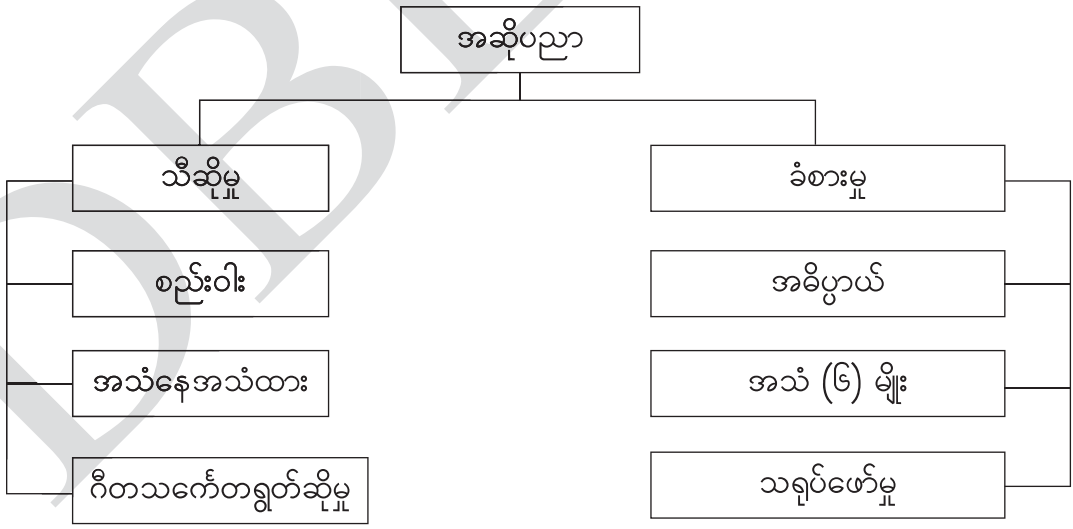 အဆိုပညာ
သီဆိုမှု
ခံစားမှု
စည်းဝါး
အဓိပ္ပာယ်
အသံနေအသံထား
အသံ (၆) မျိုး
ဂီတသင်္ကေတရွတ်ဆိုမှု
သရုပ်ဖော်မှု